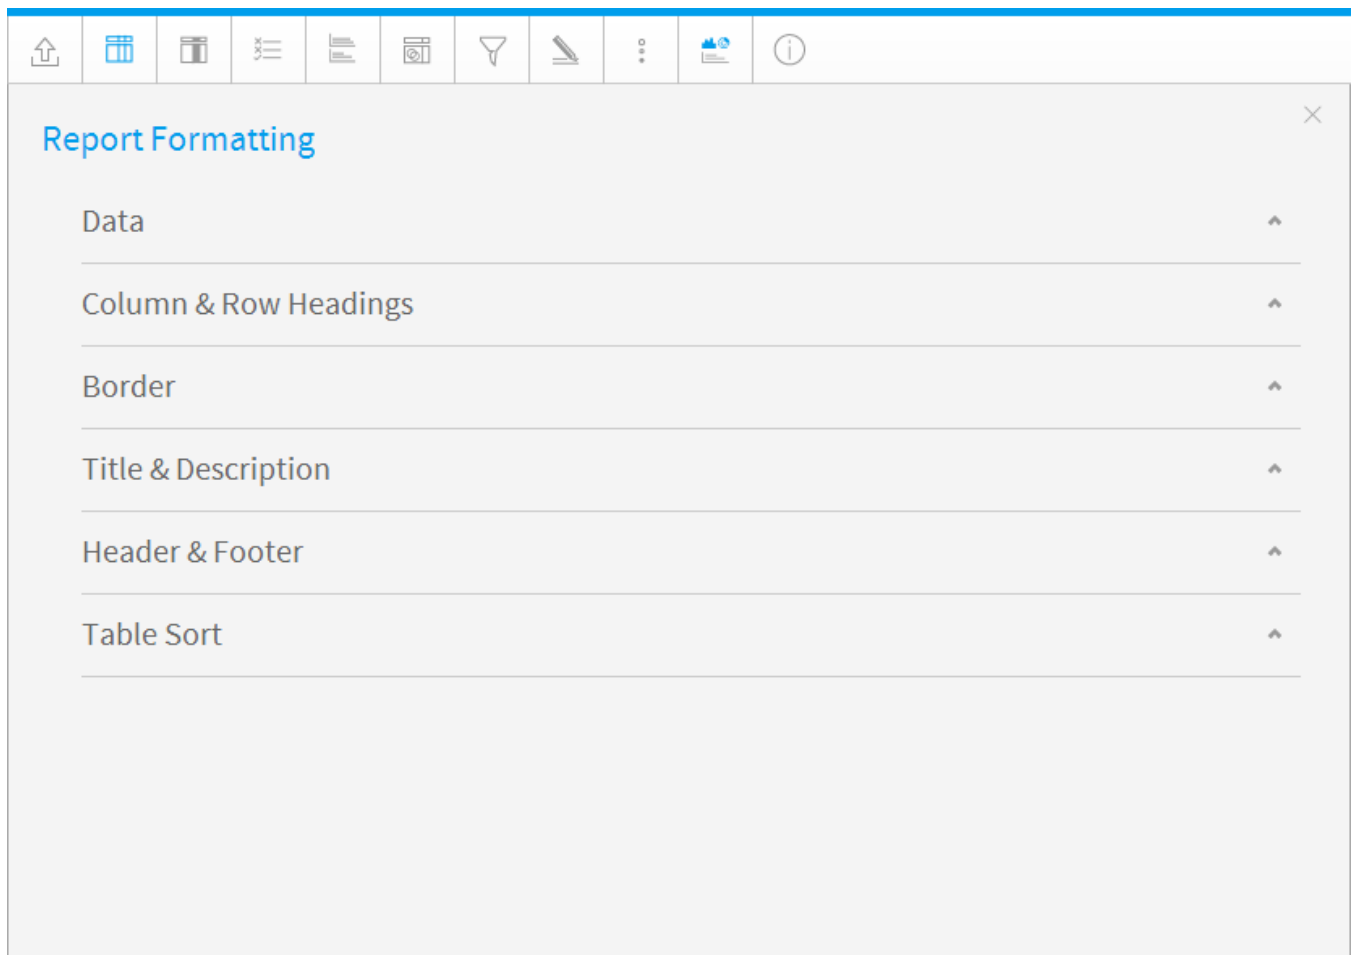 Report Formatting
Data
Column & Row Headings
Border
Title & Description
Header & Footer
Table Sort